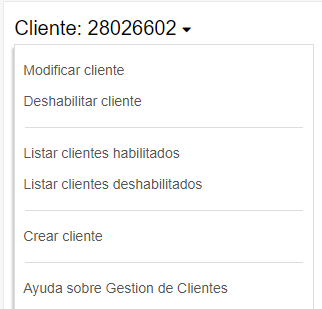 Cliente: 28026602
Modificar cliente
Deshabilitar cliente
Listar clientes habilitados
Listar clientes deshabilitados
Crear cliente
Ayuda sobre Gestion de Clientes